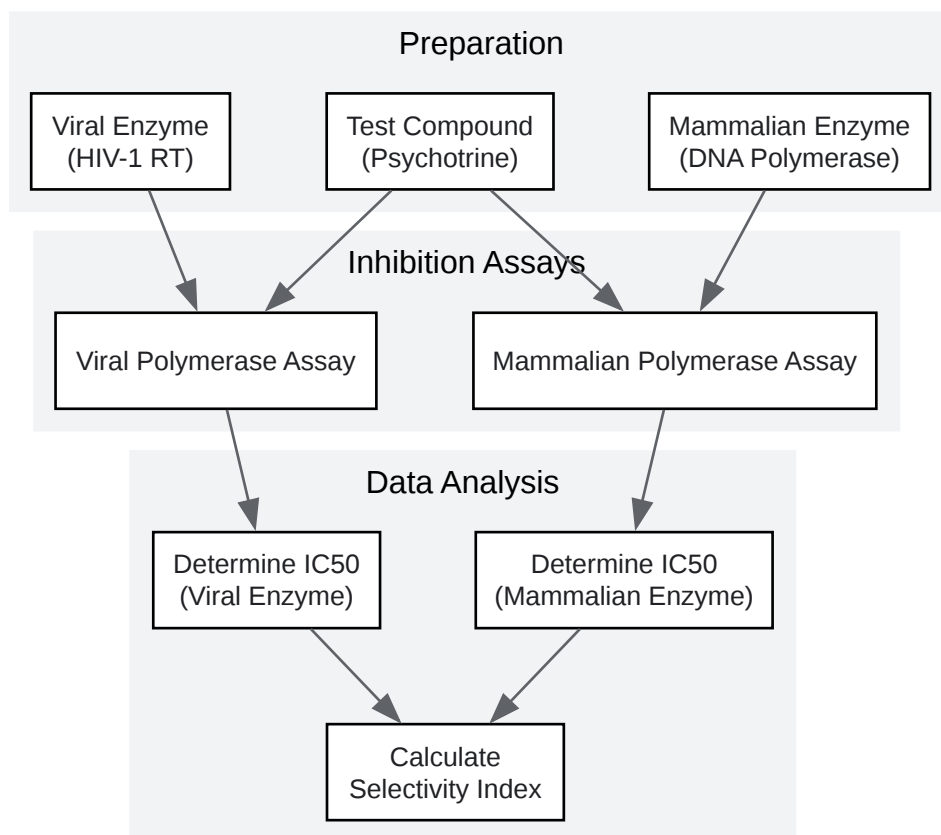 Preparation
Viral Enzyme
(HIV-1 RT)
Test Compound
(Psychotrine)
Mammalian Enzyme
(DNA Polymerase)
Inhibition Assays
Viral Polymerase Assay
Mammalian Polymerase Assay
Data Analysis
Determine IC50
(Viral Enzyme)
Determine IC50
(Mammalian Enzyme)
Calculate
Selectivity Index